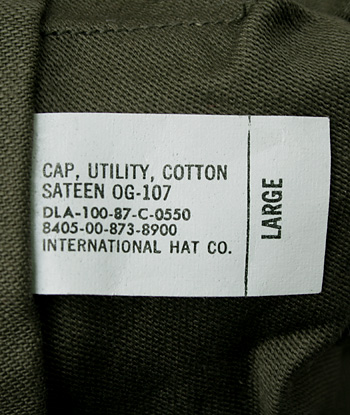 CAP, UTILITY, COTTON
SATEEN OG-107
DLA-100-87-C-0550
8405-00-873-8900
INTERNATIONAL HAT CO.
LARGE